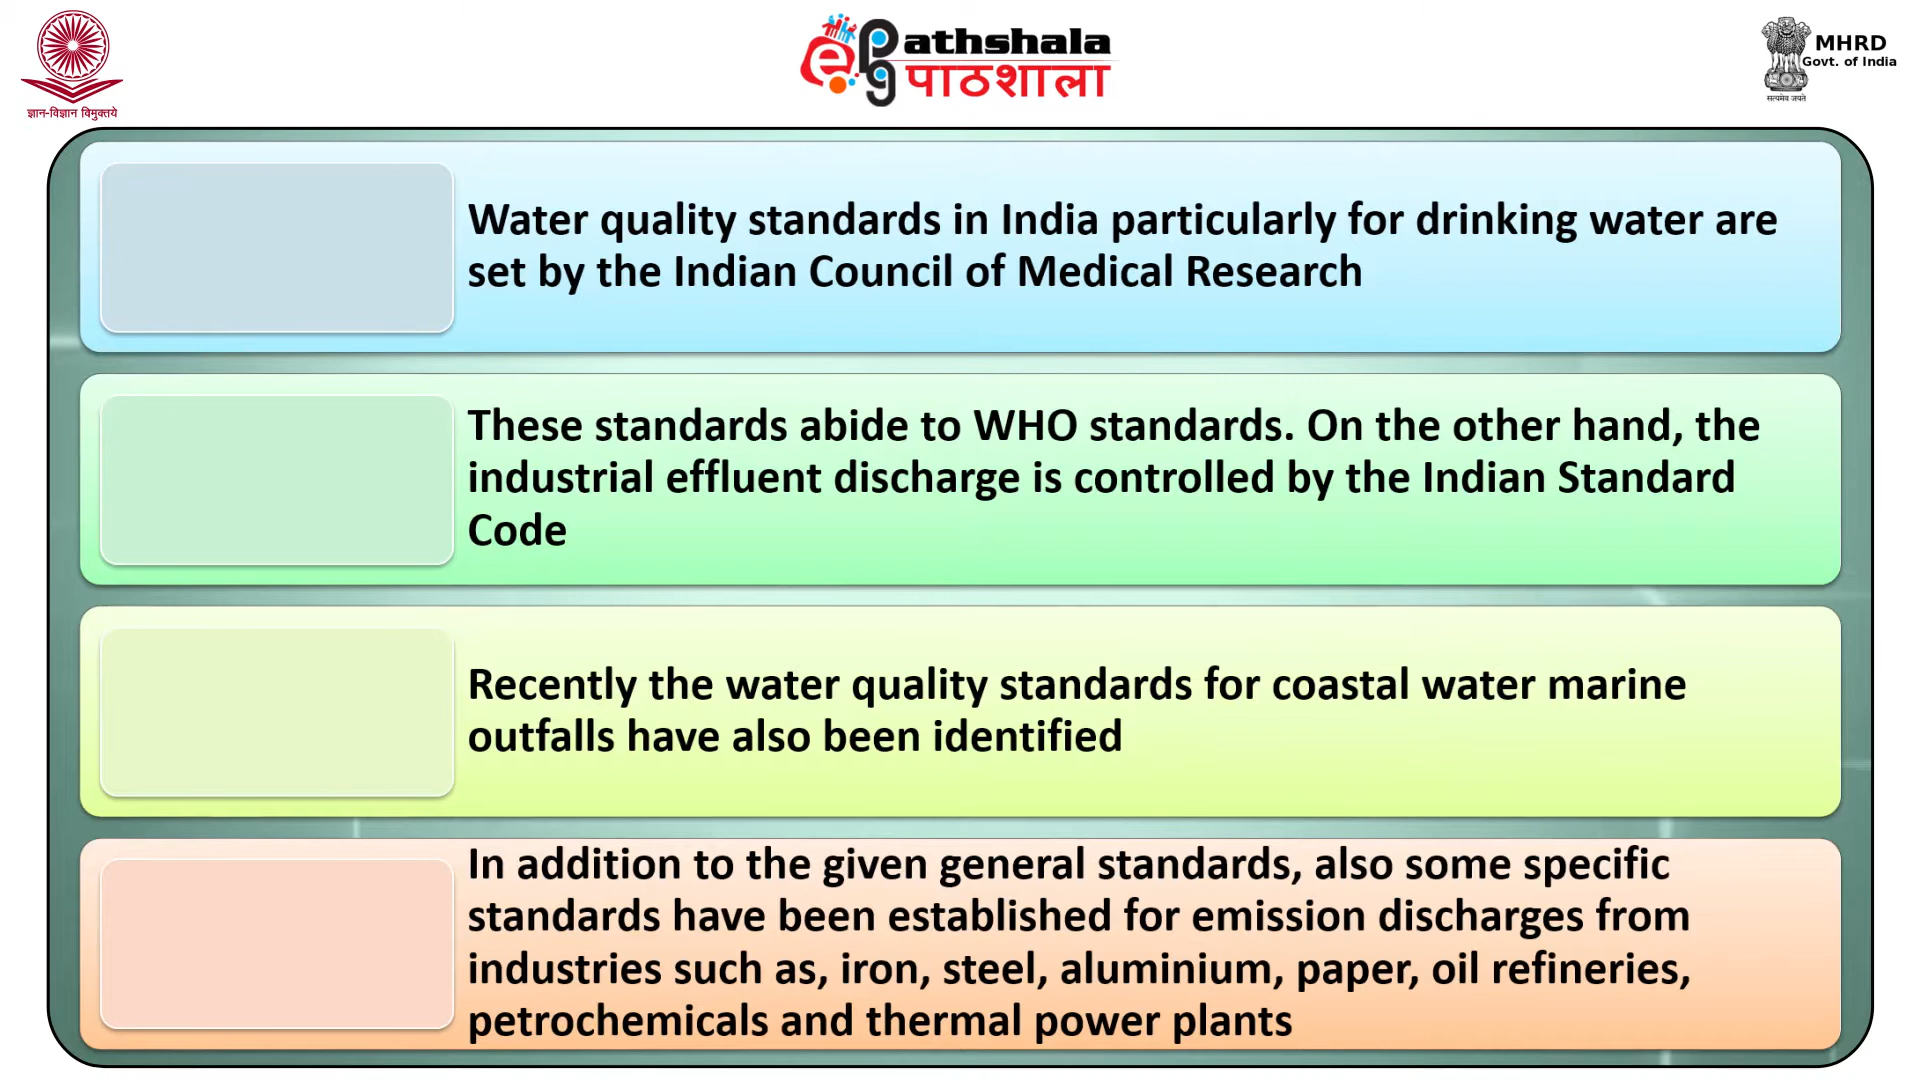 ज्ञान-विज्ञान विमुक्तये
e PG athshala
पाठशाला
सत्यमेव जयते
MHRD
Govt. of India
Water quality standards in India particularly for drinking water are
set by the Indian Council of Medical Research
These standards abide to WHO standards. On the other hand, the
industrial effluent discharge is controlled by the Indian Standard
Code
Recently the water quality standards for coastal water marine
outfalls have also been identified
In addition to the given general standards, also some specific
standards have been established for emission discharges from
industries such as, iron, steel, aluminium, paper, oil refineries,
petrochemicals and thermal power plants